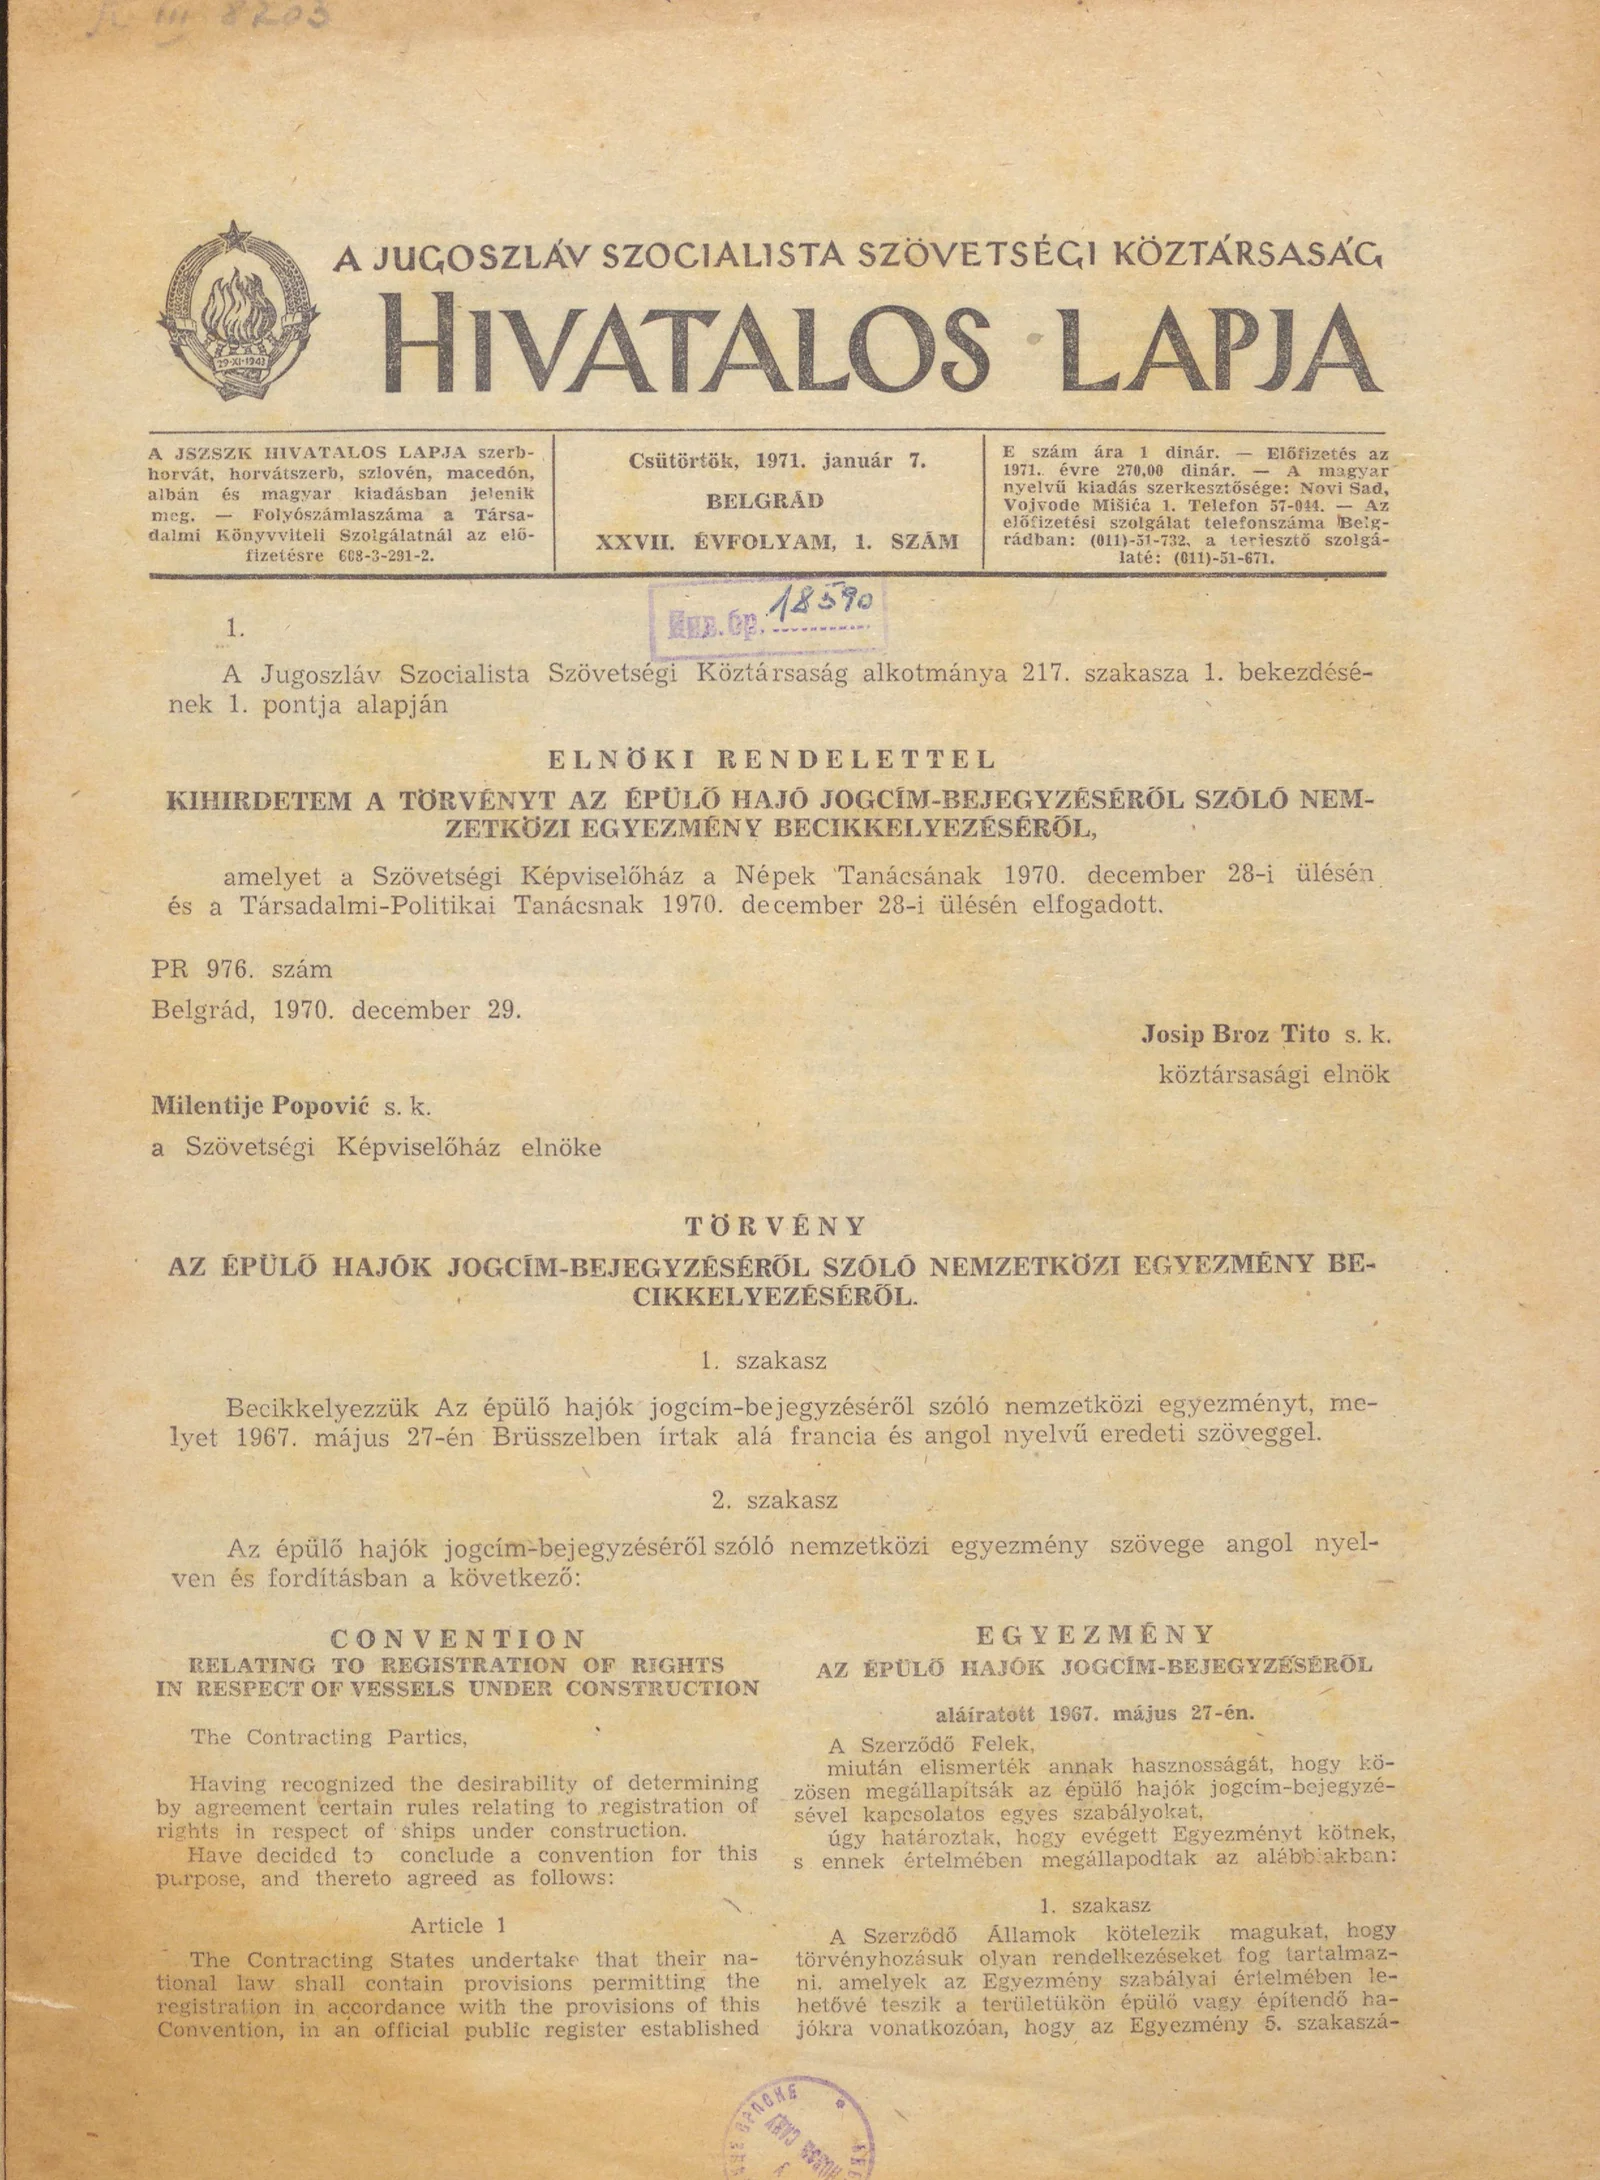 A JUGOSZLÁV SZOCIALISTA SZÖVETSÉGI KÖZTÁRSASÁG
HIVATALOS LAPJA
29·XI·1943
A JSZSZK HIVATALOS LAPJA szerb-
horvát, horvátszerb, szlovén, macedón,
albán és magyar kiadásban jelenik
meg. — Folyószámlaszáma a Társa-
dalmi Könyvviteli Szolgálatnál az elő-
fizetésre 608-3-291-2.
Csütörtök, 1971. január 7.
BELGRÁD
XXVII. ÉVFOLYAM, 1. SZÁM
E szám ára 1 dinár. — Előfizetés az
1971. évre 270,00 dinár. — A magyar
nyelvű kiadás szerkesztősége: Novi Sad,
Vojvode Mišića 1. Telefon 57-044. — Az
előfizetési szolgálat telefonszáma Belg-
rádban: (011)-51-732, a terjesztő szolgá-
laté: (011)-51-671.
Инв. бр. 18590
1.
A Jugoszláv Szocialista Szövetségi Köztársaság alkotmánya 217. szakasza 1. bekezdésé-
nek 1. pontja alapján
ELNÖKI RENDELETTEL
KIHIRDETEM A TÖRVÉNYT AZ ÉPÜLŐ HAJÓ JOGCÍM-BEJEGYZÉSÉRŐL SZÓLÓ NEM-
ZETKÖZI EGYEZMÉNY BECIKKELYEZÉSÉRŐL,
amelyet a Szövetségi Képviselőház a Népek Tanácsának 1970. december 28-i ülésén
és a Társadalmi-Politikai Tanácsnak 1970. december 28-i ülésén elfogadott.
PR 976. szám
Belgrád, 1970. december 29.
Josip Broz Tito s. k.
köztársasági elnök
Milentije Popović s. k.
a Szövetségi Képviselőház elnöke
TÖRVÉNY
AZ ÉPÜLŐ HAJÓK JOGCÍM-BEJEGYZÉSÉRŐL SZÓLÓ NEMZETKÖZI EGYEZMÉNY BE-
CIKKELYEZÉSÉRŐL.
1. szakasz
Becikkelyezzük Az épülő hajók jogcím-bejegyzéséről szóló nemzetközi egyezményt, me-
lyet 1967. május 27-én Brüsszelben írtak alá francia és angol nyelvű eredeti szöveggel.
2. szakasz
Az épülő hajók jogcím-bejegyzéséről szóló nemzetközi egyezmény szövege angol nyel-
ven és fordításban a következő:
CONVENTION
RELATING TO REGISTRATION OF RIGHTS
IN RESPECT OF VESSELS UNDER CONSTRUCTION
The Contracting Partics,
Having recognized the desirability of determining
by agreement certain rules relating to registration of
rights in respect of ships under construction.
Have decided to conclude a convention for this
purpose, and thereto agreed as follows:
Article 1
The Contracting States undertake that their na-
tional law shall contain provisions permitting the
registration in accordance with the provisions of this
Convention, in an official public register established
EGYEZMÉNY
AZ ÉPÜLŐ HAJÓK JOGCÍM-BEJEGYZÉSÉRŐL
aláíratott 1967. május 27-én.
A Szerződő Felek,
miután elismerték annak hasznosságát, hogy kö-
zösen megállapítsák az épülő hajók jogcím-bejegyzé-
sével kapcsolatos egyes szabályokat,
úgy határoztak, hogy evégett Egyezményt kötnek,
s ennek értelmében megállapodtak az alábbiakban:
1. szakasz
A Szerződő Államok kötelezik magukat, hogy
törvényhozásuk olyan rendelkezéseket fog tartalmaz-
ni, amelyek az Egyezmény szabályai értelmében le-
hetővé teszik a területükön épülő vagy építendő ha-
jókra vonatkozóan, hogy az Egyezmény 5. szakaszá-